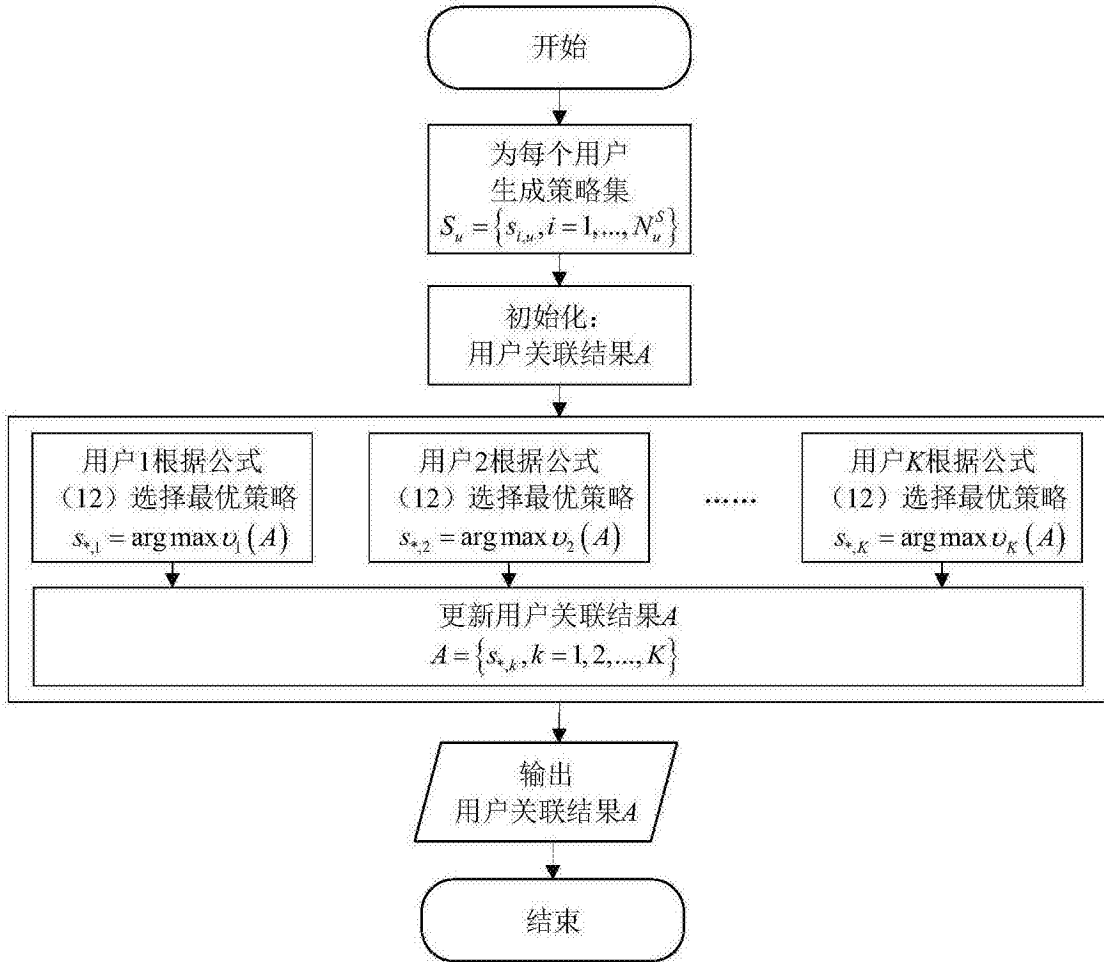 开始
为每个用户
生成策略集
S_u = {s_{i,u}, i = 1,..., N_u^S}
初始化：
用户关联结果A
用户1根据公式
（12）选择最优策略
s_{*,1} = arg max υ_1(A)
用户2根据公式
（12）选择最优策略
s_{*,2} = arg max υ_2(A)
……
用户K根据公式
（12）选择最优策略
s_{*,K} = arg max υ_K(A)
更新用户关联结果A
A = {s_{*,k}, k = 1, 2,..., K}
输出
用户关联结果A
结束